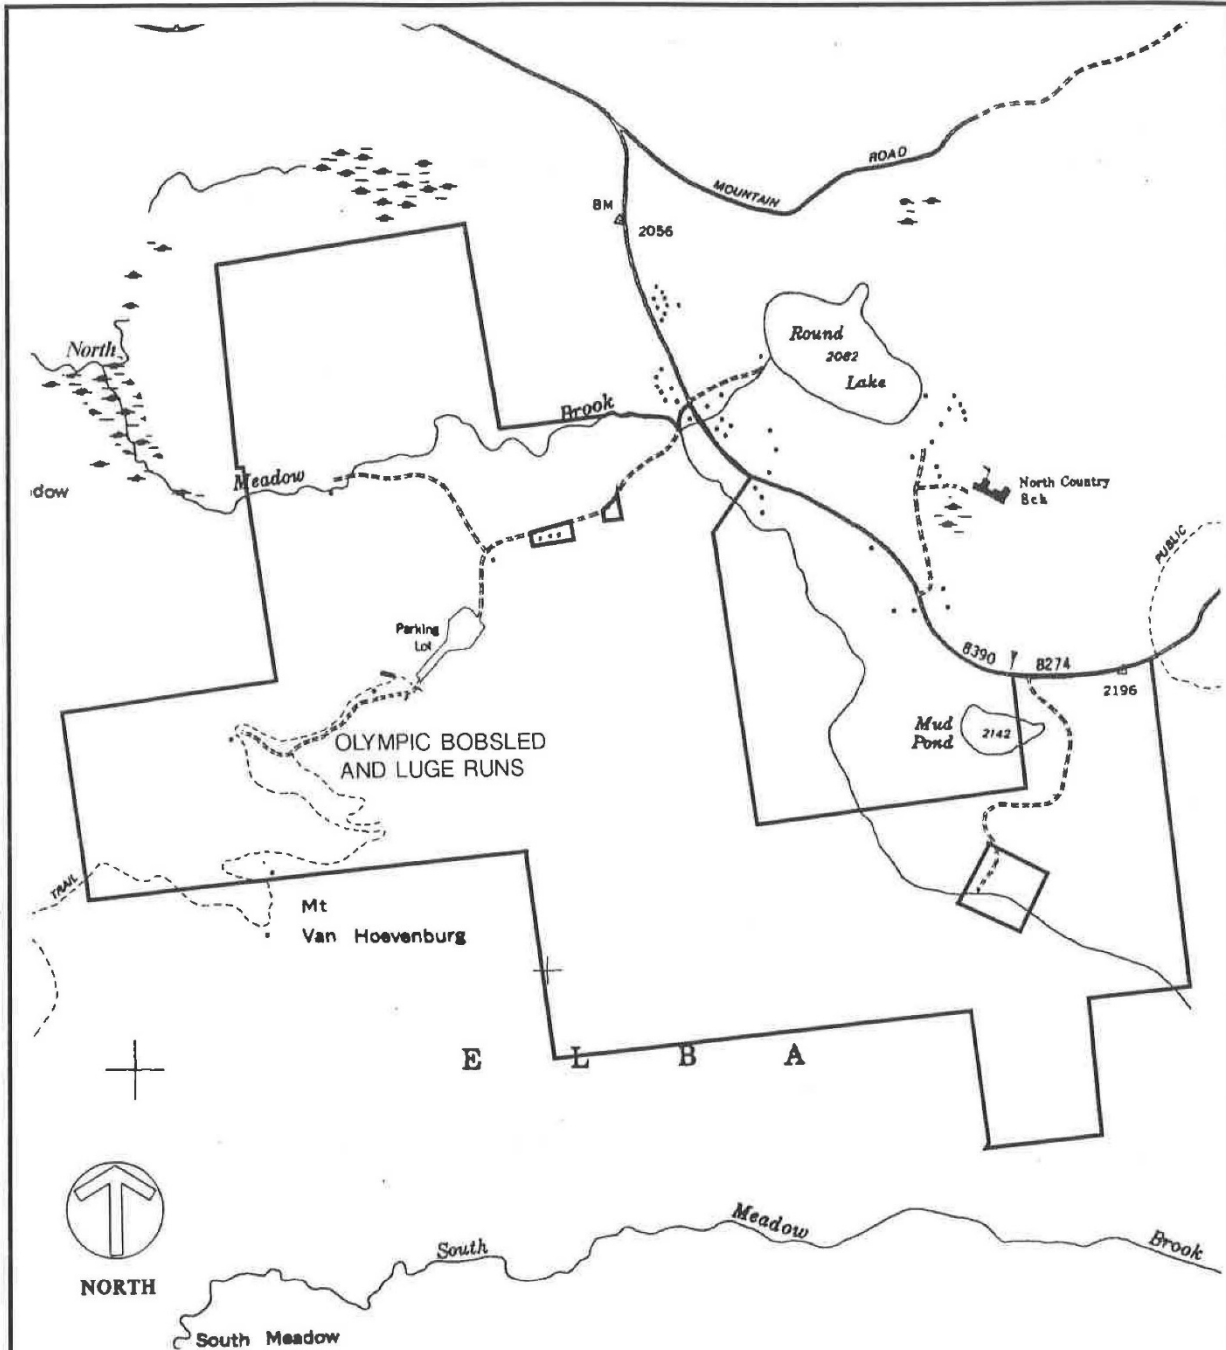 ROAD
MOUNTAIN
BM
2056
Round
2082
Lake
North
Brook
Meadow
dow
North Country
Sch
PUBLIC
Parking
Lot
8390
8274
2196
Mud
Pond
2142
OLYMPIC BOBSLED
AND LUGE RUNS
TRAIL
Mt
Van Hoevenburg
E L B A
NORTH
South
Meadow
Brook
South Meadow